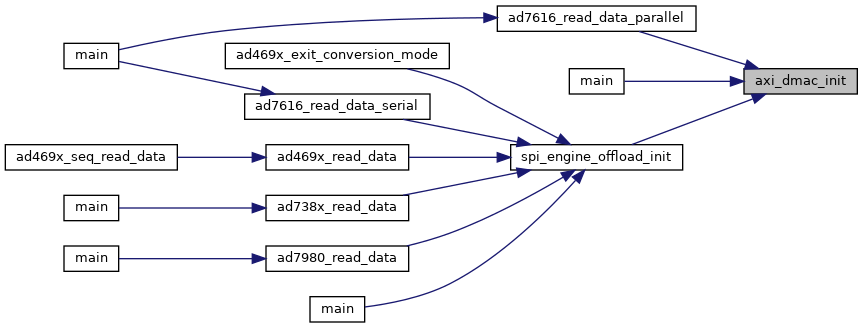 ad7616_read_data_parallel
main
ad469x_exit_conversion_mode
main
axi_dmac_init
ad7616_read_data_serial
ad469x_seq_read_data
ad469x_read_data
spi_engine_offload_init
main
ad738x_read_data
main
ad7980_read_data
main